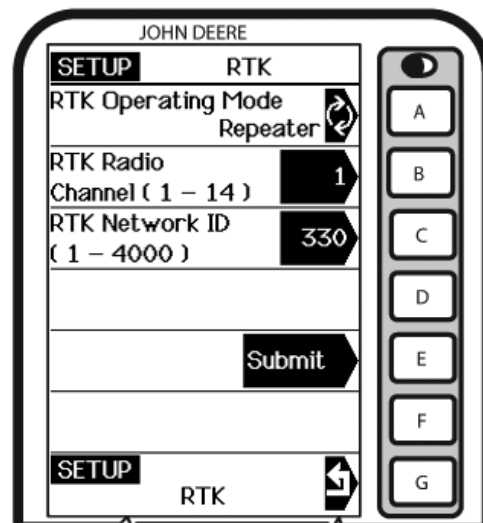 JOHN DEERE
SETUP RTK
RTK Operating Mode
Repeater
RTK Radio
Channel ( 1 – 14 )
1
RTK Network ID
( 1 – 4000 )
330
Submit
SETUP
RTK
A
B
C
D
E
F
G